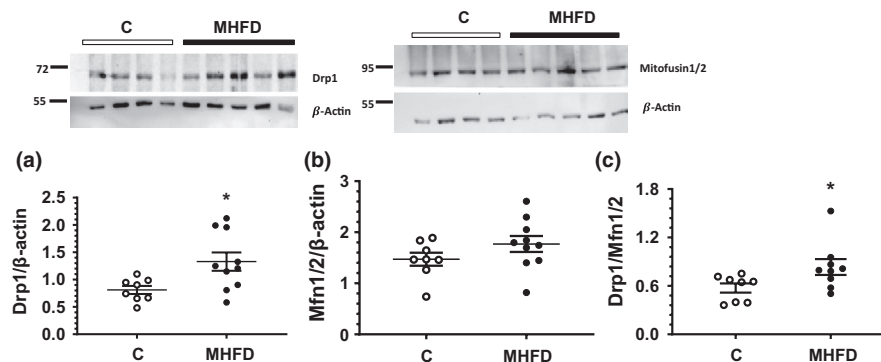 C MHFD
72
Drp1
55
β-Actin
C MHFD
95
Mitofusin1/2
55
β-Actin
(a)
Drp1/β-actin
2.5
2.0
1.5
1.0
0.5
0.0
*
C MHFD
(b)
Mfn1/2/β-actin
3
2
1
0
C MHFD
(c)
Drp1/Mfn1/2
1.8
1.2
0.6
0.0
*
C MHFD